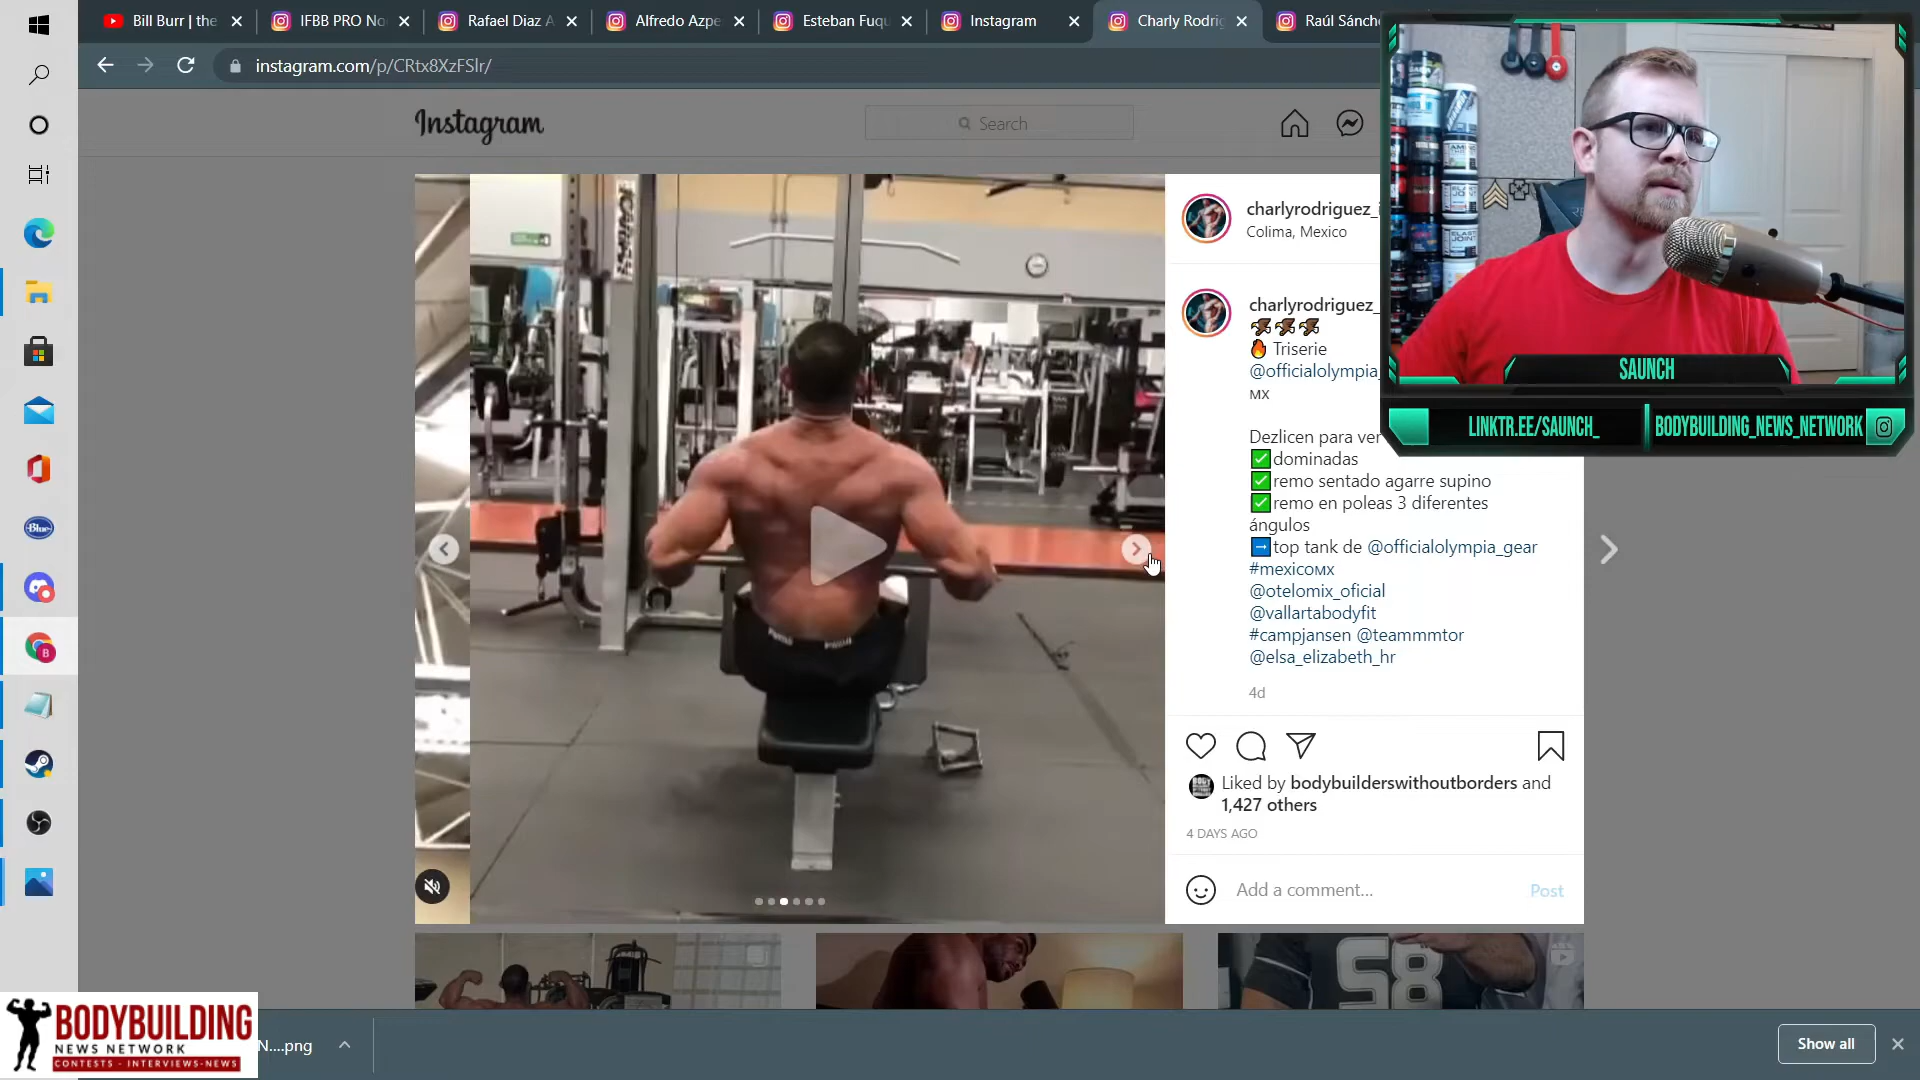 Bill Burr | the
IFBB PRO No
Rafael Diaz A
Alfredo Azpe
Esteban Fuqu
Instagram
Charly Rodrig
Raúl Sánch
instagram.com/p/CRtx8XzFSlr/
Instagram
Search
charlyrodriguez_i
Colima, Mexico
charlyrodriguez_
🔥 Triserie
@officialolympia_
MX
Dezlicen para ver
✅dominadas
✅remo sentado agarre supino
✅remo en poleas 3 diferentes
ángulos
➡top tank de @officialolympia_gear
#mexicoMX
@otelomix_oficial
@vallartabodyfit
#campjansen @teammmtor
@elsa_elizabeth_hr
4d
Liked by bodybuilderswithoutborders and
1,427 others
4 DAYS AGO
Add a comment...
Post
SAUNCH
LINKTR.EE/SAUNCH_
BODYBUILDING_NEWS_NETWORK
58
BODYBUILDING
NEWS NETWORK
CONTESTS - INTERVIEWS-NEWS
N....png
Show all